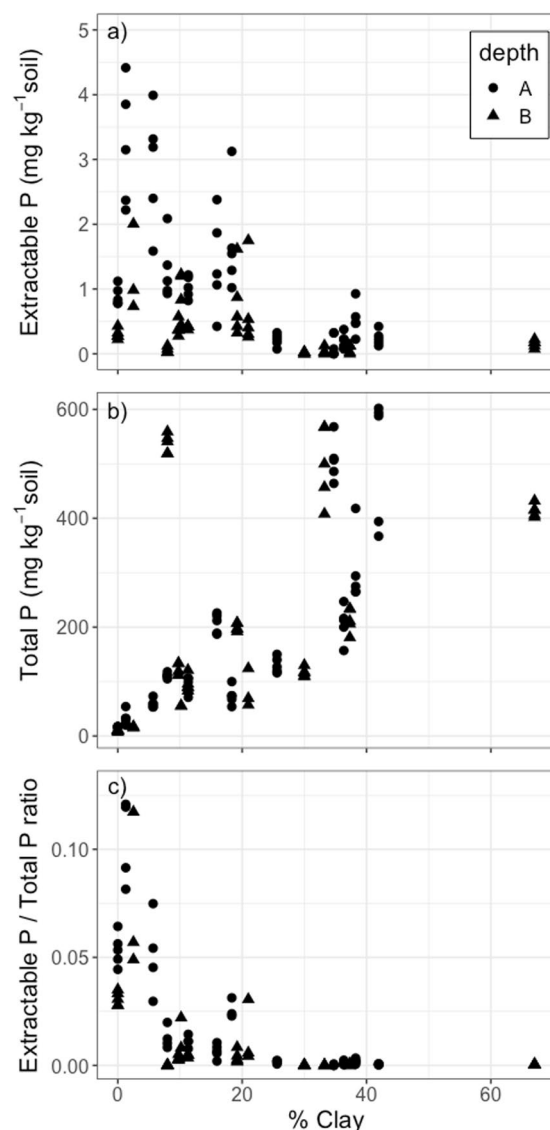 a)
depth
A
B
Extractable P (mg kg⁻¹soil)
5
4
3
2
1
0
b)
Total P (mg kg⁻¹soil)
600
400
200
0
c)
Extractable P / Total P ratio
0.10
0.05
0.00
0 20 40 60
% Clay